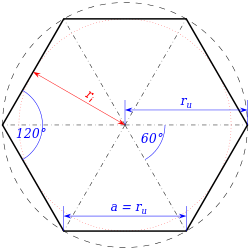 rᵢ
rᵤ
120°
60°
a = rᵤ